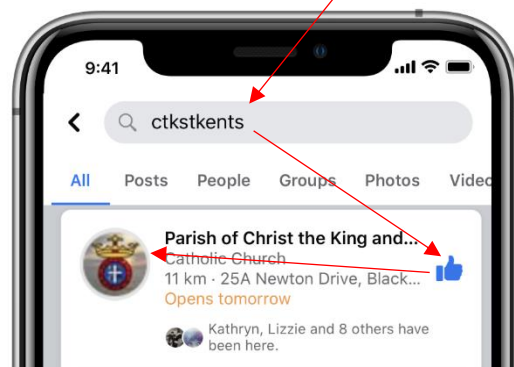 9:41
ctkstkents
All Posts People Groups Photos Videc
Parish of Christ the King and...
Catholic Church
11 km · 25A Newton Drive, Black...
Opens tomorrow
Kathryn, Lizzie and 8 others have
been here.